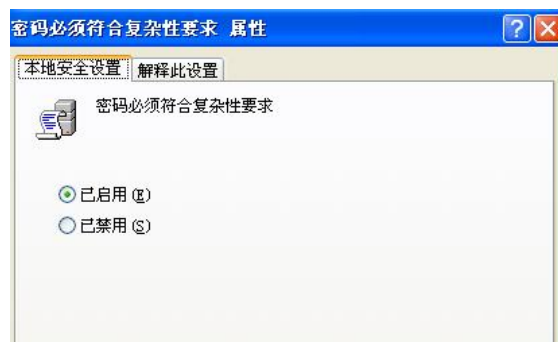 密码必须符合复杂性要求 属性
本地安全设置 解释此设置
密码必须符合复杂性要求
已启用(E)
已禁用(S)